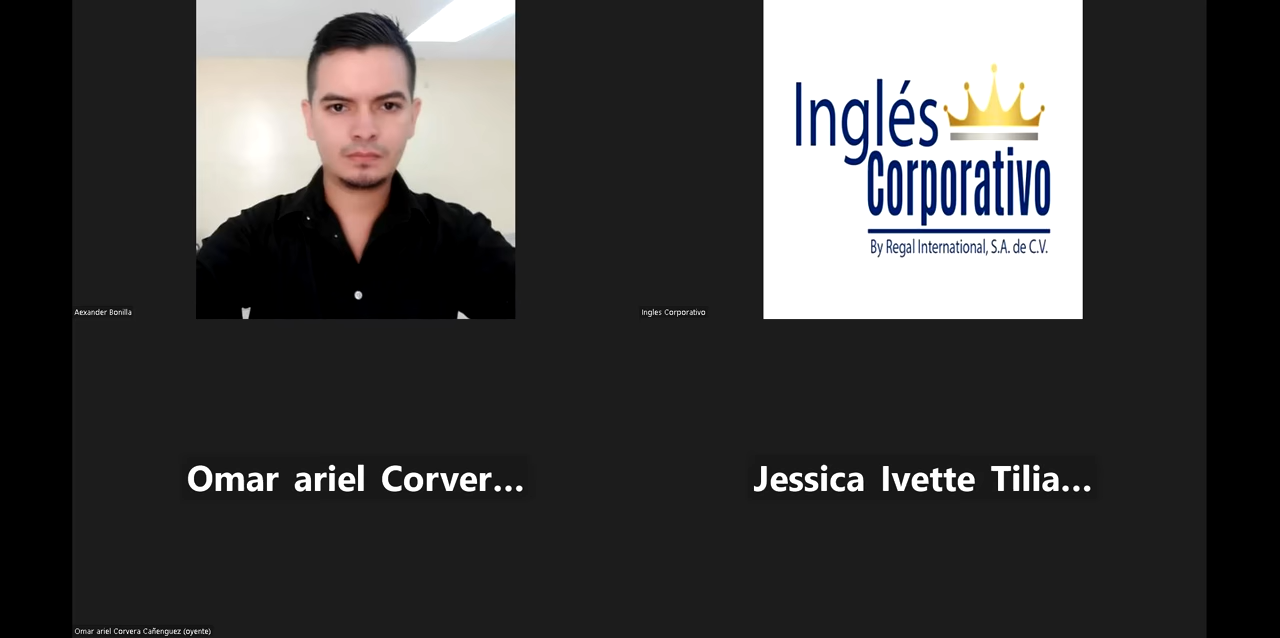 Inglés
Corporativo
By Regal International, S.A. de C.V.
Aexander Bonilla
Ingles Corporativo
Omar ariel Corver...
Jessica Ivette Tilia...
Omar ariel Corvera Cañenguez (oyente)